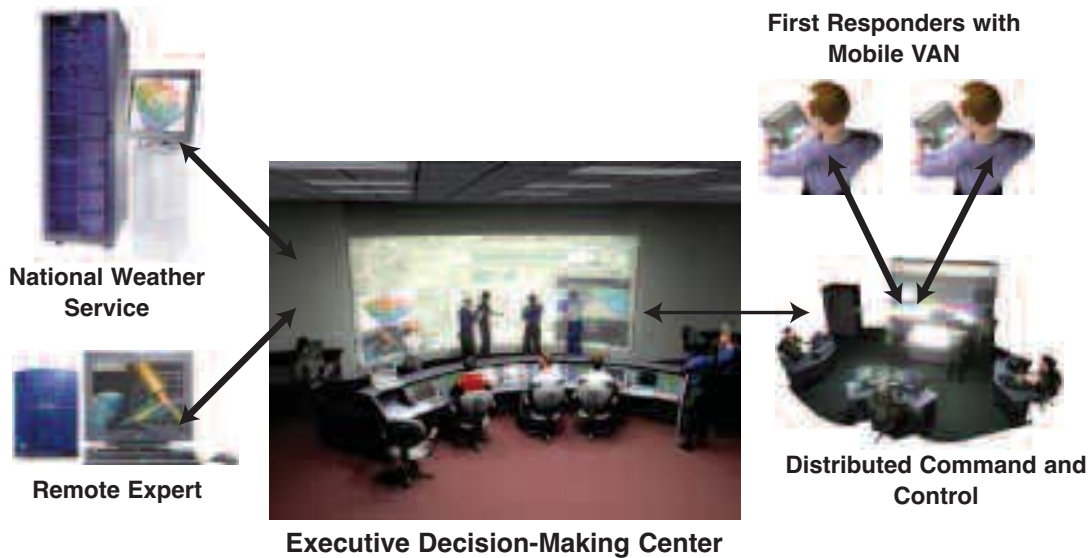 First Responders with
Mobile VAN
National Weather
Service
Remote Expert
Distributed Command and
Control
Executive Decision-Making Center